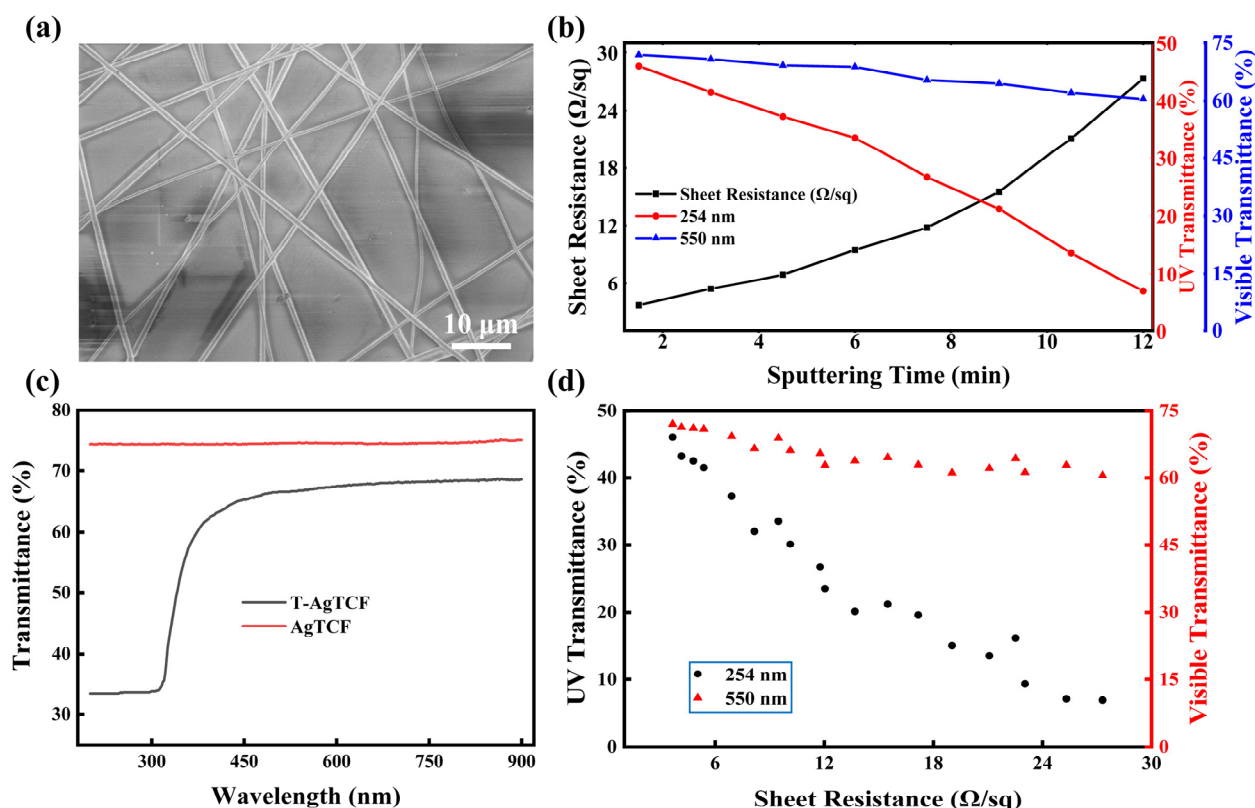 (a)
10 μm
(b)
Sheet Resistance (Ω/sq)
30
24
18
12
6
2
4
6
8
10
12
Sputtering Time (min)
Sheet Resistance (Ω/sq)
254 nm
550 nm
50
40
30
20
10
0
UV Transmittance (%)
75
60
45
30
15
0
Visible Transmittance (%)
(c)
Transmittance (%)
80
70
60
50
40
30
300
450
600
750
900
Wavelength (nm)
T-AgTCF
AgTCF
(d)
UV Transmittance (%)
50
40
30
20
10
0
6
12
18
24
30
Sheet Resistance (Ω/sq)
254 nm
550 nm
75
60
45
30
15
0
Visible Transmittance (%)